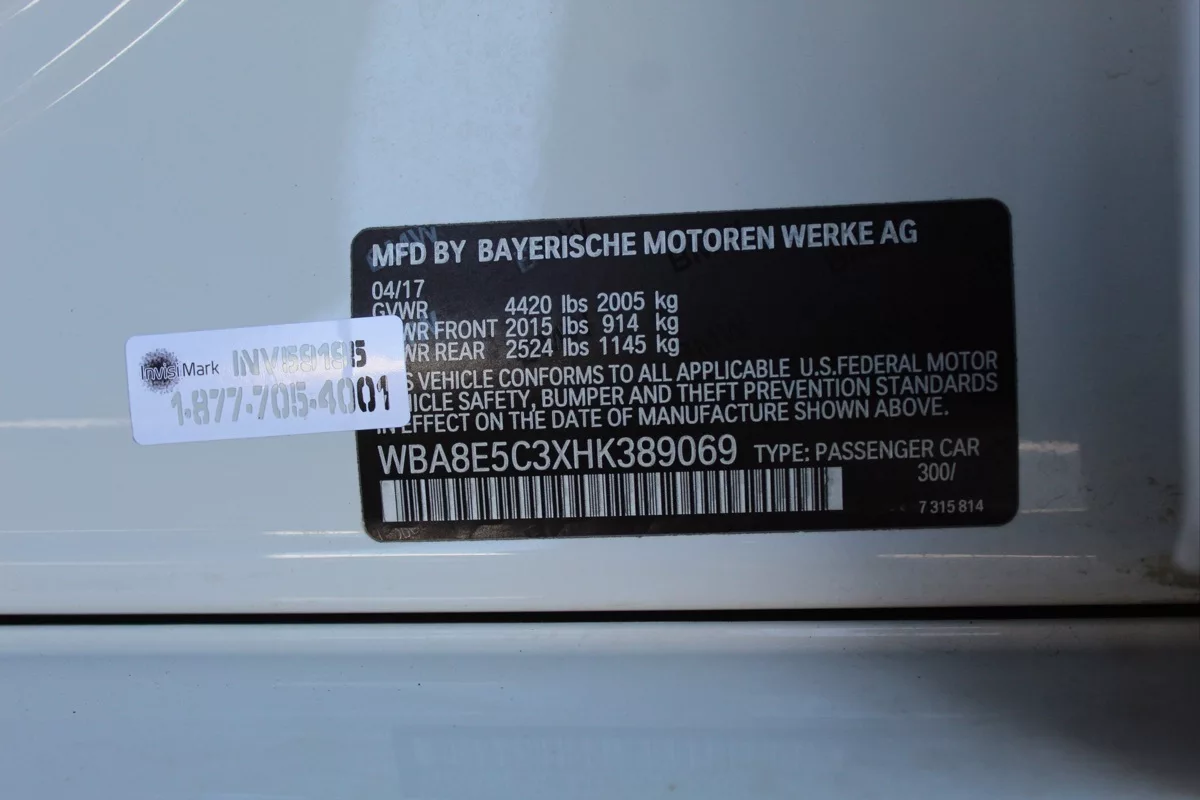 MFD BY BAYERISCHE MOTOREN WERKE AG
04/17
GVWR 4420 lbs 2005 kg
WR FRONT 2015 lbs 914 kg
WR REAR 2524 lbs 1145 kg
S VEHICLE CONFORMS TO ALL APPLICABLE U.S.FEDERAL MOTOR
ICLE SAFETY, BUMPER AND THEFT PREVENTION STANDARDS
IN EFFECT ON THE DATE OF MANUFACTURE SHOWN ABOVE.
WBA8E5C3XHK389069 TYPE: PASSENGER CAR
300/
7 315 814
InvisiMark INV59195
1-877-705-4001